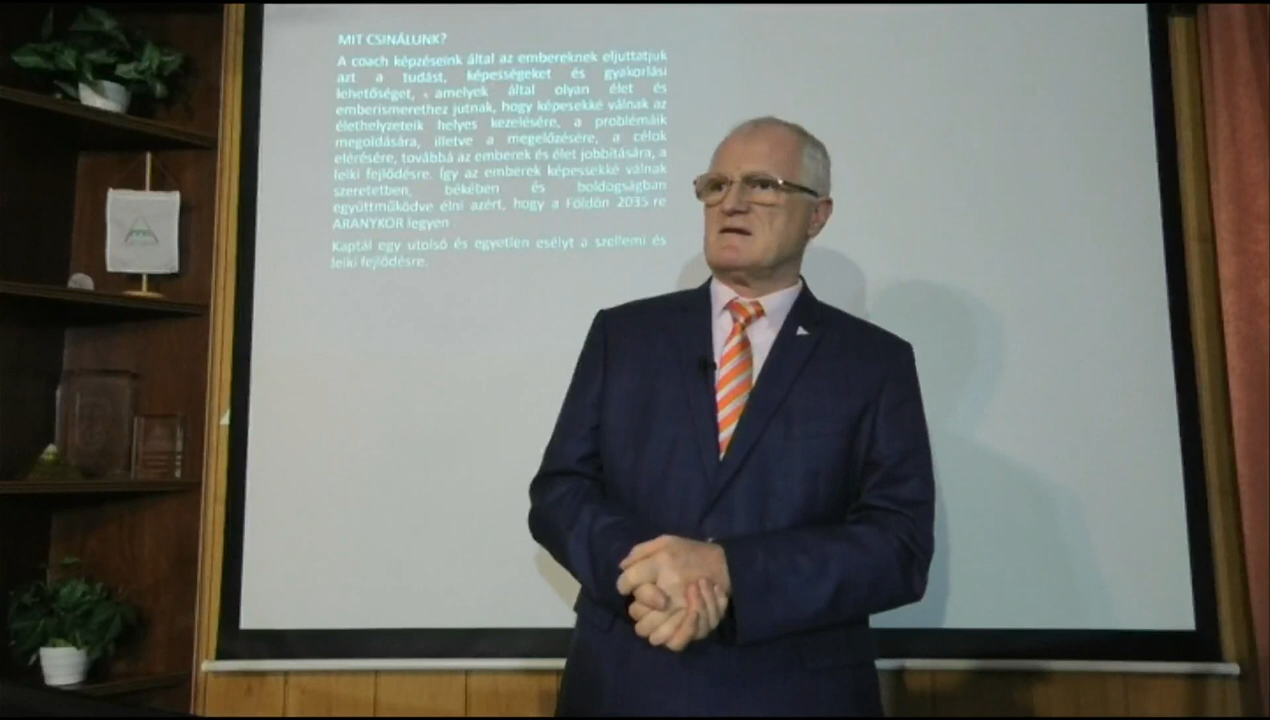 MIT CSINÁLUNK?
A coach képzéseink által az embereknek eljuttatjuk
azt a tudást, képességeket és gyakorlási
lehetőséget, amelyek által olyan élet és
emberismerethez jutnak, hogy képesekké válnak az
élethelyzeteik helyes kezelésére, a problémáik
megoldására, illetve a megelőzésére, a célok
elérésére, továbbá az emberek és élet jobbítására, a
lelki fejlődésre. Így az emberek képessekké válnak
szeretetben, békében és boldogságban
együttműködve élni azért, hogy a Földön 2035-re
ARANYKOR legyen
Kaptál egy utolsó és egyetlen esélyt a szellemi és
lelki fejlődésre.